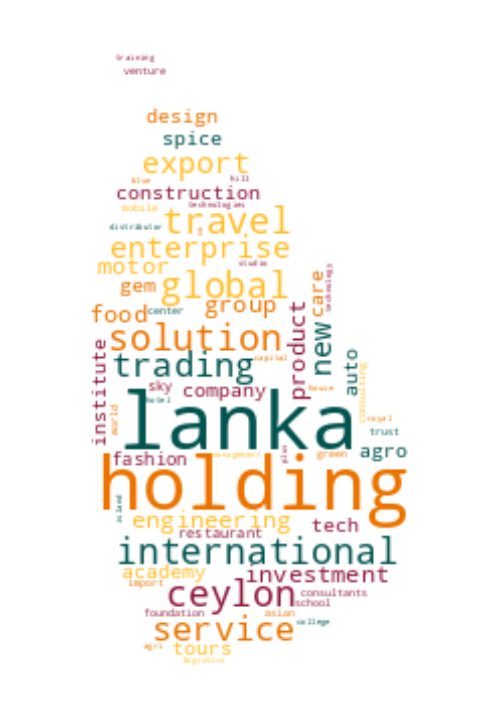 training
venture
design
spice
export
blue
hill
construction
mobile
technologies
travel
distributor
enterprise
motor
studio
gem
global
care
technology
food
center
group
solution
product
new
trading
capital
institute
sky
company
house
auto
consulting
hotel
world
lanka
royal
trust
fashion
management
plus
green
agro
holding
island
engineering
tech
restaurant
international
academy
investment
import
ceylon
consultants
school
foundation
asian
college
service
agri
tours
logistics